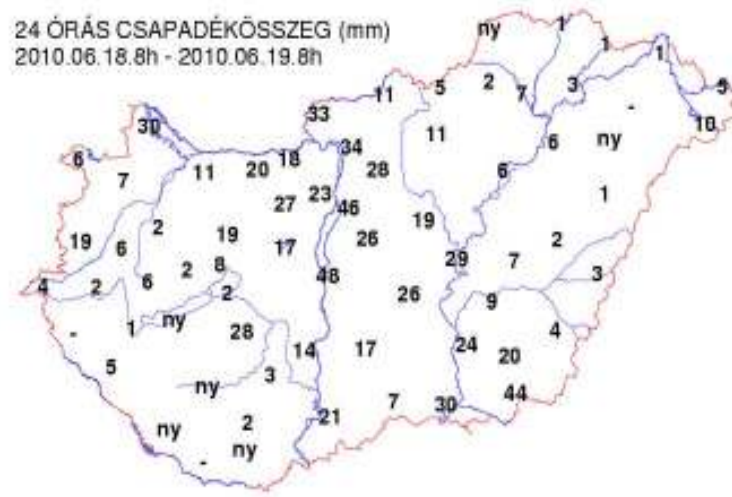 24 ÓRÁS CSAPADÉKÖSSZEG (mm)
2010.06.18.8h - 2010.06.19.8h
ny 1 1 1
11 5 2 7 3 5
33 - 10
30 11 ny 6
6 18 34 28 6
7 11 20
27 23 46 19 1
19 6 2 19 17 26 2
29 7 3
4 2 6 2 8 48
2 26 9
- 1 ny 28 4
14 17 24 20
5 ny 3
21 7 30 44
ny 2
- ny